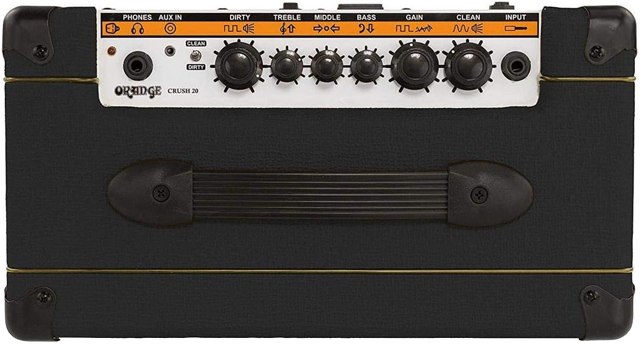 PHONES AUX IN DIRTY TREBLE MIDDLE BASS GAIN CLEAN INPUT
CLEAN
DIRTY
ORANGE CRUSH 20